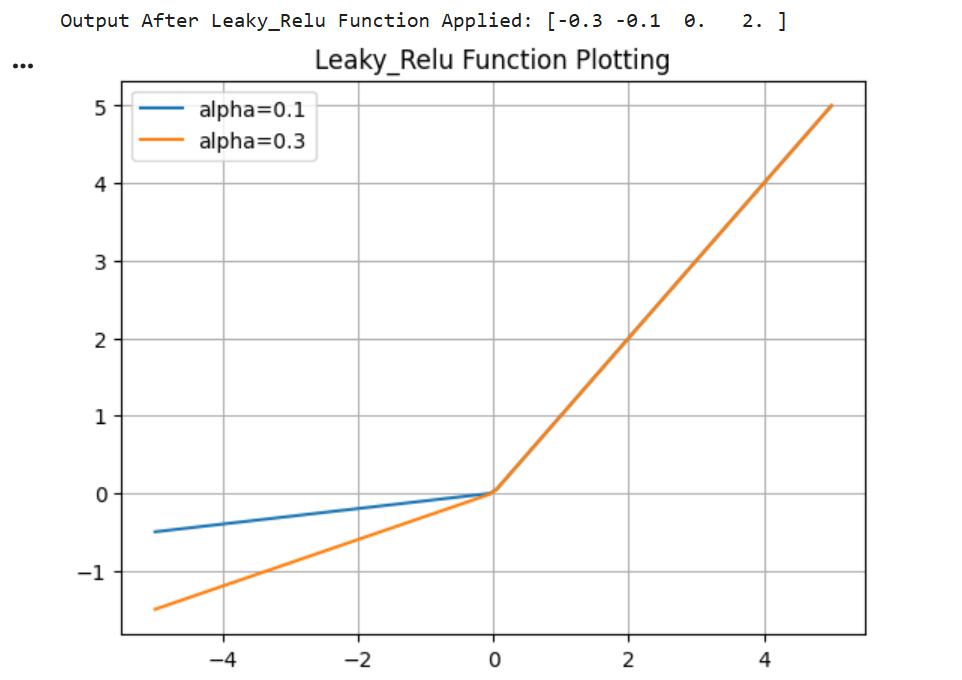 Output After Leaky_Relu Function Applied: [-0.3 -0.1  0.   2. ]
...
Leaky_Relu Function Plotting
alpha=0.1
alpha=0.3
5
4
3
2
1
0
−1
−4 −2 0 2 4